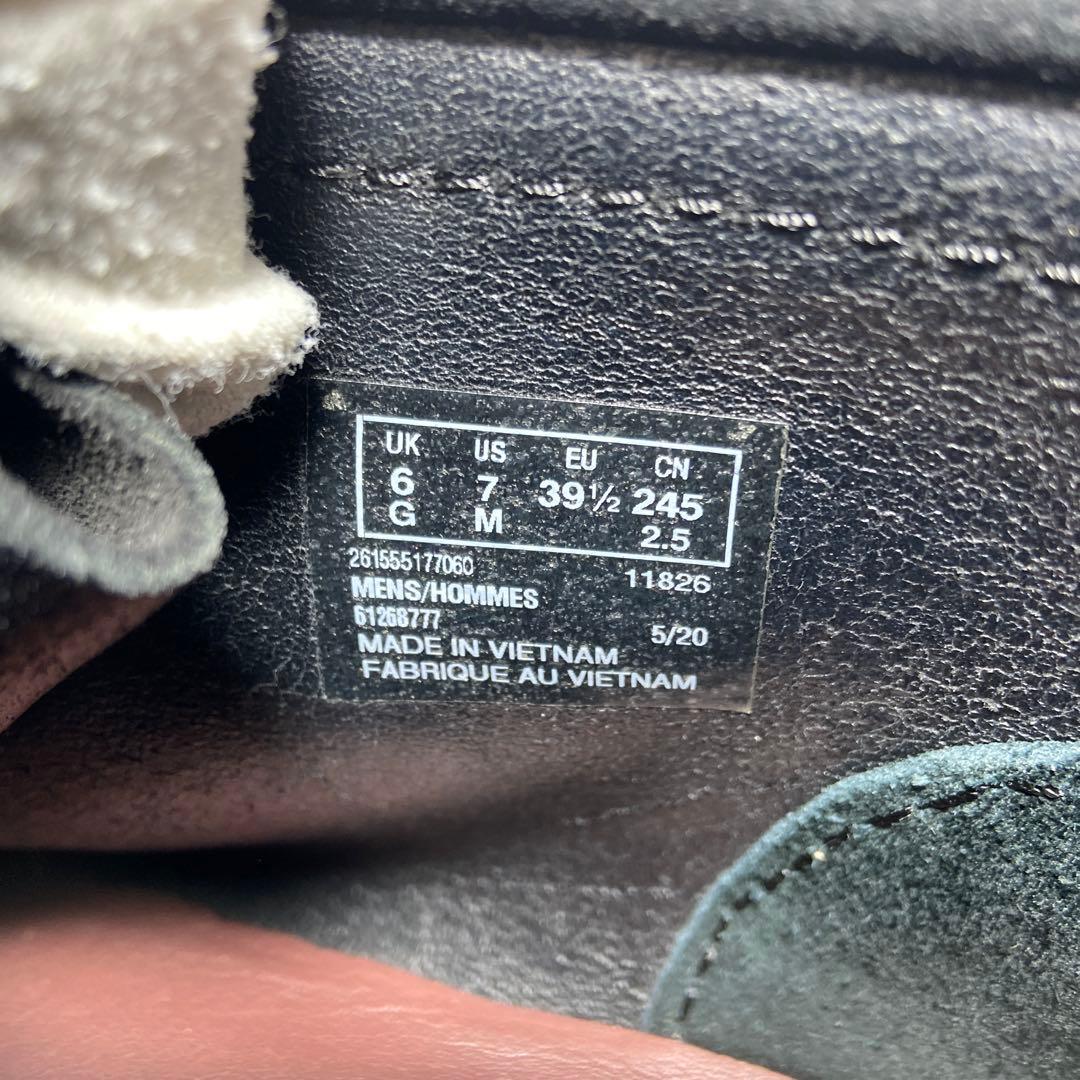 UK US EU CN
6 7 39½ 245
G M 2.5
261555177060 11826
MENS/HOMMES
61268777 5/20
MADE IN VIETNAM
FABRIQUE AU VIETNAM